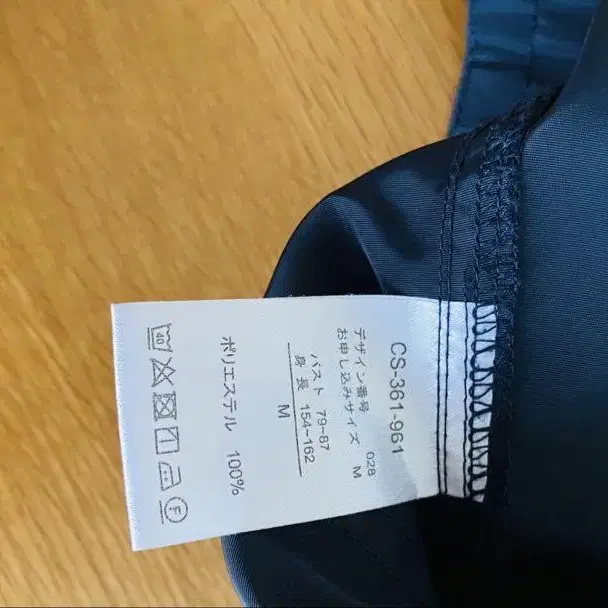 CS-361-961
デザイン番号 028
お申し込みサイズ M
バスト 79~87
身長 154~162
M
ポリエステル 100%
40
F